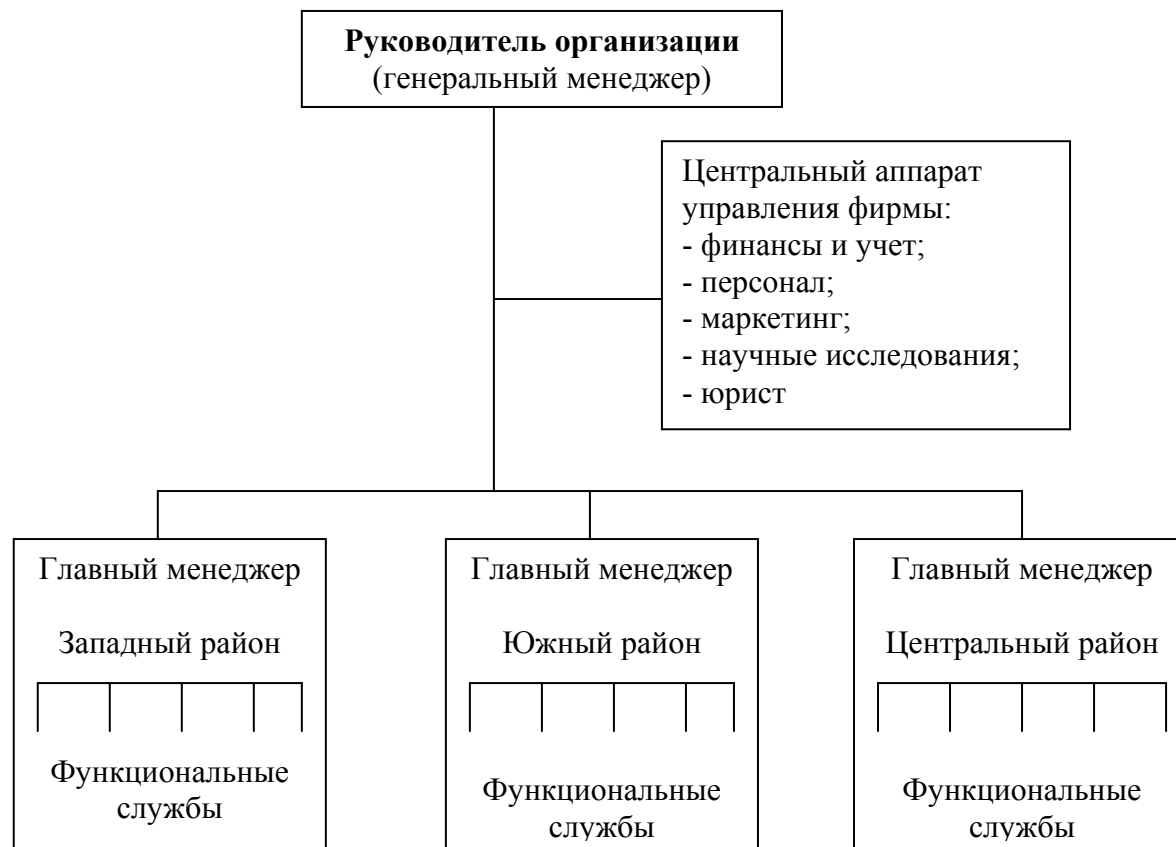 Руководитель организации
(генеральный менеджер)
Центральный аппарат
управления фирмы:
- финансы и учет;
- персонал;
- маркетинг;
- научные исследования;
- юрист
Главный менеджер
Западный район
Функциональные
службы
Главный менеджер
Южный район
Функциональные
службы
Главный менеджер
Центральный район
Функциональные
службы